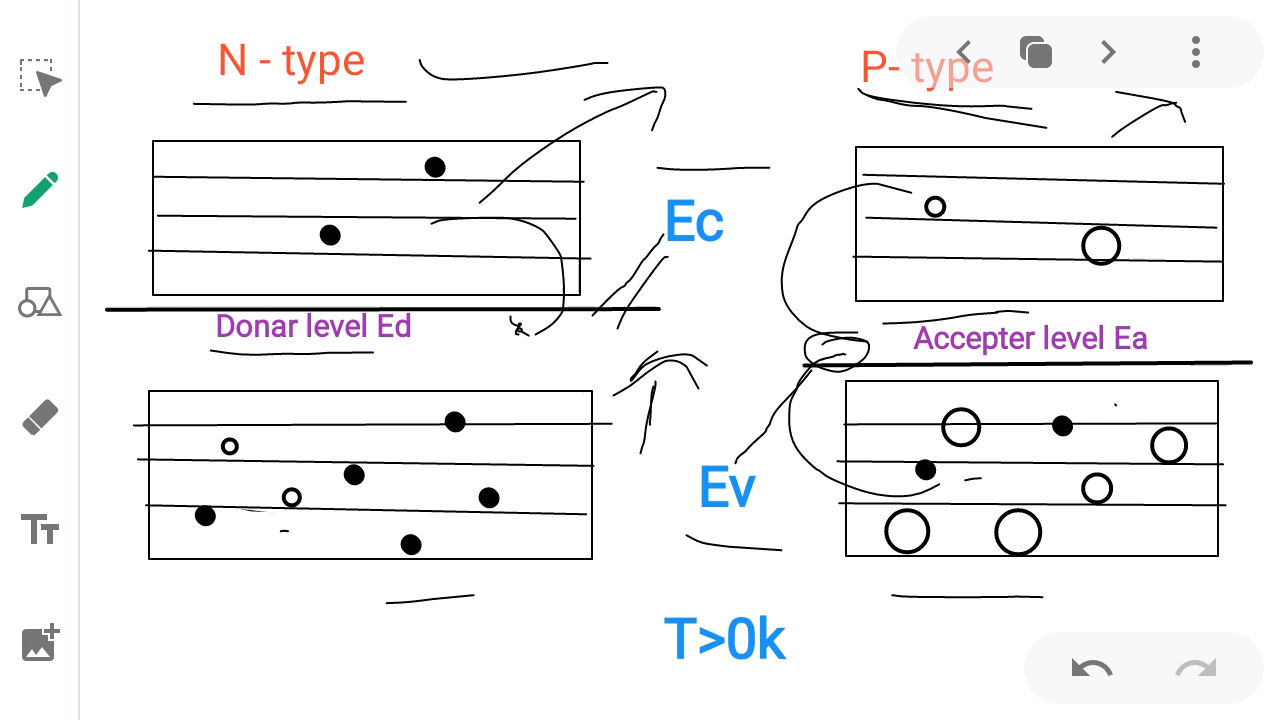 N - type
P- type
Ec
Donar level Ed
Accepter level Ea
Ev
T>0k